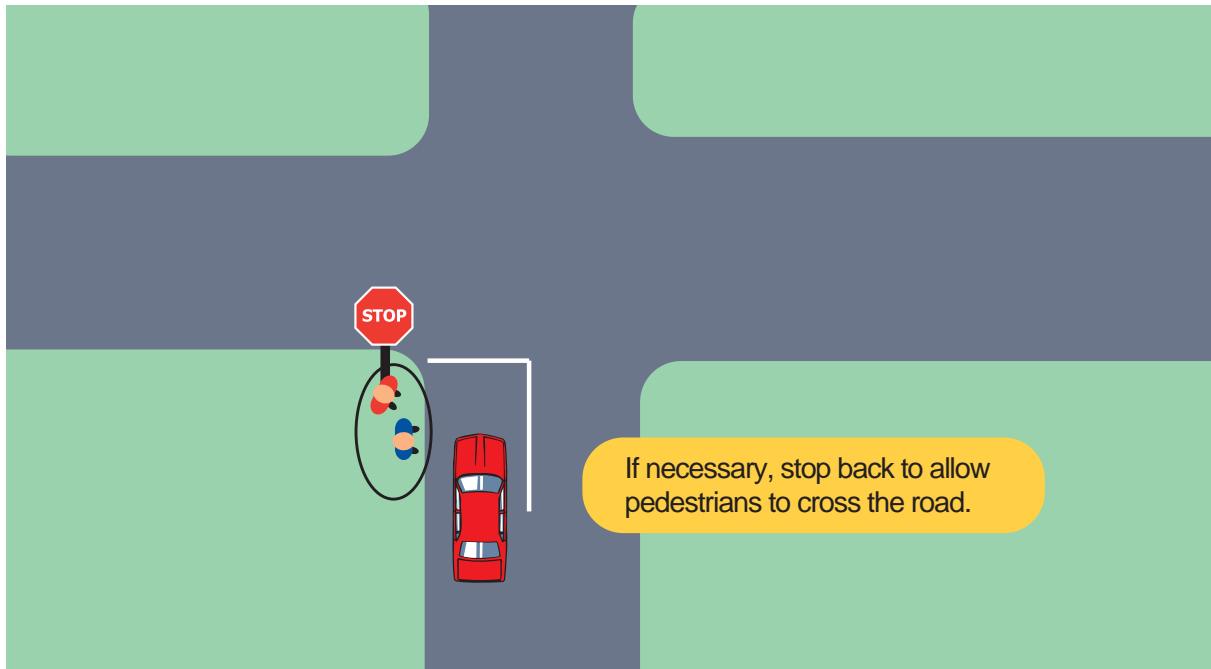 STOP
If necessary, stop back to allow
pedestrians to cross the road.